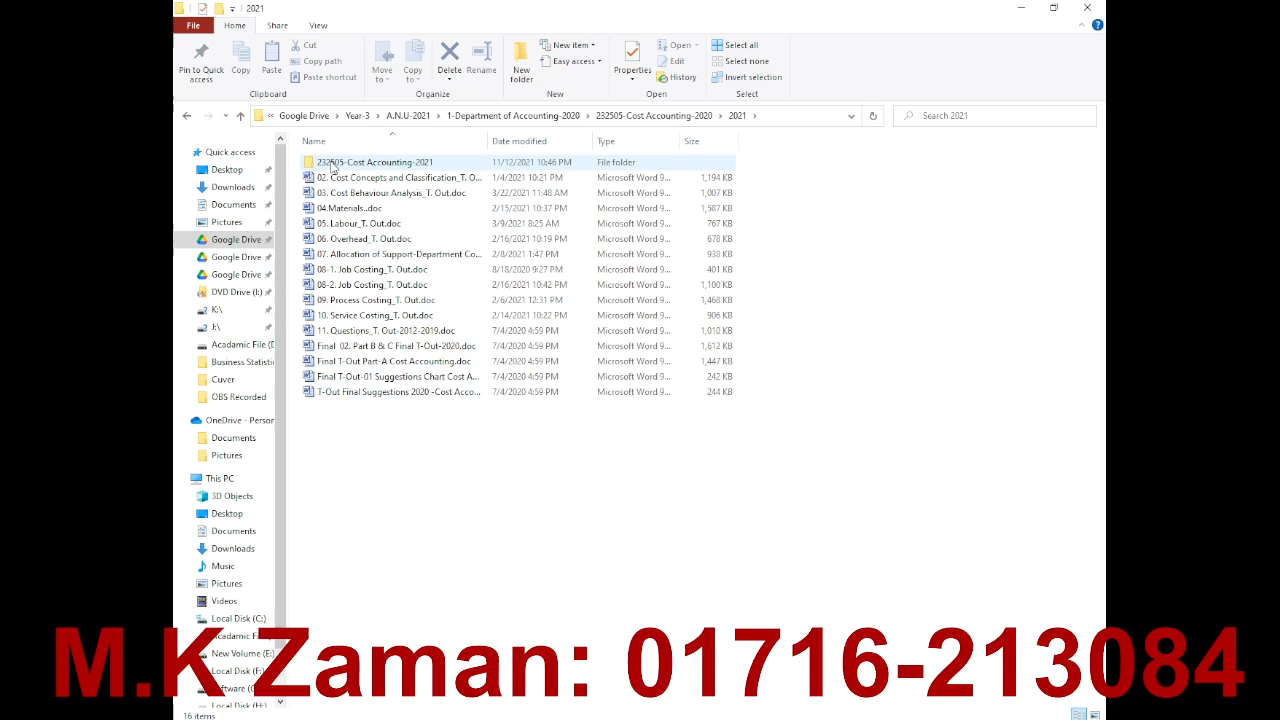 2021
File
Home
Share
View
Pin to Quick access
Copy
Paste
Cut
Copy path
Paste shortcut
Clipboard
Move to
Copy to
Delete
Rename
Organize
New folder
New item
Easy access
New
Properties
Open
Edit
History
Open
Select all
Select none
Invert selection
Select
« Google Drive > Year-3 > A.N.U-2021 > 1-Department of Accounting-2020 > 232505-Cost Accounting-2020 > 2021 >
Search 2021
Name Date modified Type Size
232505-Cost Accounting-2021 11/12/2021 10:46 PM File folder
02. Cost Concepts and Classification_T. O... 1/4/2021 10:21 PM Microsoft Word 9... 1,194 KB
03. Cost Behaviour Analysis_T. Out.doc 3/22/2021 11:48 AM Microsoft Word 9... 1,007 KB
04.Materials..doc 2/15/2021 10:37 PM Microsoft Word 9... 1,587 KB
05. Labour_T. Out.doc 3/9/2021 8:25 AM Microsoft Word 9... 767 KB
06. Overhead_T. Out.doc 2/16/2021 10:19 PM Microsoft Word 9... 678 KB
07. Allocation of Support-Department Co... 2/8/2021 1:47 PM Microsoft Word 9... 938 KB
08-1. Job Costing_T. Out.doc 8/18/2020 9:27 PM Microsoft Word 9... 401 KB
08-2. Job Costing_T. Out.doc 2/16/2021 10:42 PM Microsoft Word 9... 1,100 KB
09. Process Costing_T. Out.doc 2/6/2021 12:31 PM Microsoft Word 9... 1,468 KB
10. Service Costing_T. Out.doc 2/14/2021 10:22 PM Microsoft Word 9... 906 KB
11. Questions_T. Out-2012-2019.doc 7/4/2020 4:59 PM Microsoft Word 9... 1,010 KB
Final 02. Part B & C Final T-Out-2020.doc 7/4/2020 4:59 PM Microsoft Word 9... 1,612 KB
Final T-Out Part-A Cost Accounting.doc 7/4/2020 4:59 PM Microsoft Word 9... 1,447 KB
Final T-Out-01 Suggestions Chart Cost A... 7/4/2020 4:59 PM Microsoft Word 9... 242 KB
T-Out Final Suggestions 2020 -Cost Acco... 7/4/2020 4:59 PM Microsoft Word 9... 244 KB
Quick access
Desktop
Downloads
Documents
Pictures
Google Drive
Google Drive
Google Drive
DVD Drive (I:)
K:\
J:\
Acadamic File (D
Business Statistic
Cuver
OBS Recorded
OneDrive - Person
Documents
Pictures
This PC
3D Objects
Desktop
Documents
Downloads
Music
Pictures
Videos
Local Disk (C:)
New Volume (E:)
Local Disk (F:)
Local Disk (H:)
M.K Zaman: 01716-213084
16 items